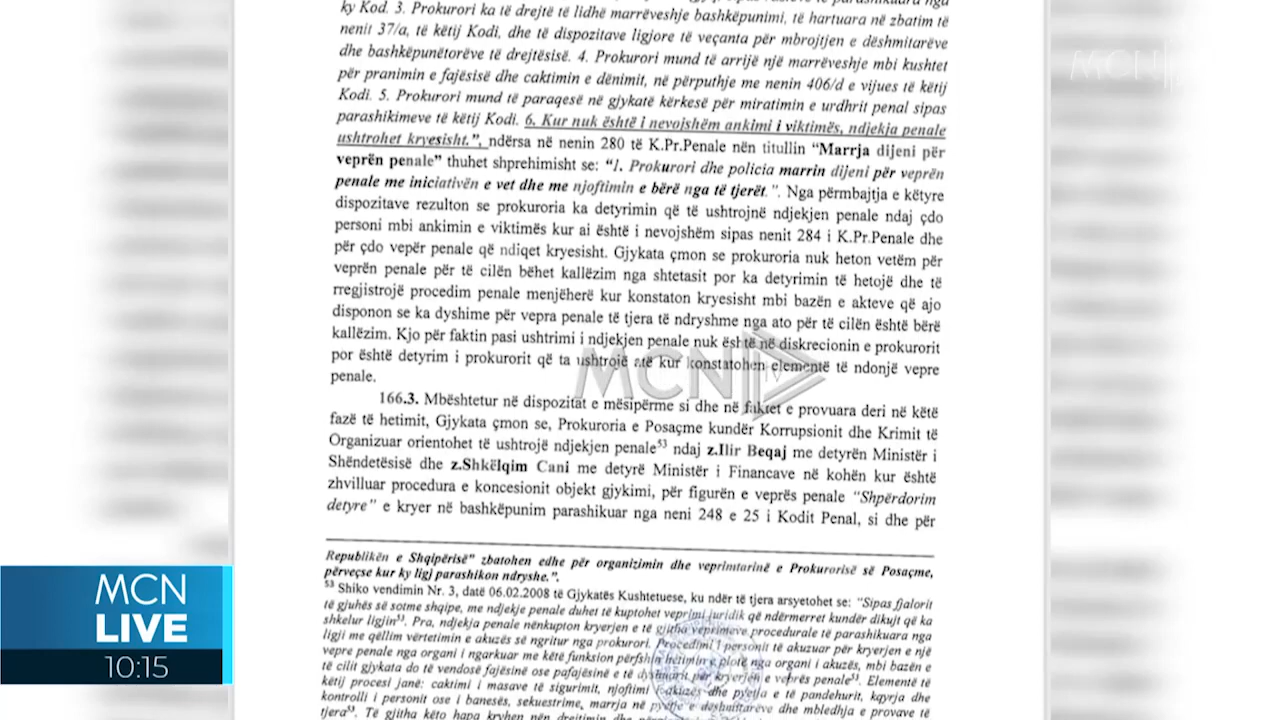 ky Kod. 3. Prokurori ka të drejtë të lidhë marrëveshje bashkëpunimi, të hartuara në zbatim të
nenit 37/a, të këtij Kodi, dhe të dispozitave ligjore të veçanta për mbrojtjen e dëshmitarëve
dhe bashkëpunëtorëve të drejtësisë. 4. Prokurori mund të arrijë një marrëveshje mbi kushtet
për pranimin e fajësisë dhe caktimin e dënimit, në përputhje me nenin 406/d e vijues të këtij
Kodi. 5. Prokurori mund të paraqesë në gjykatë kërkesë për miratimin e urdhrit penal sipas
parashikimeve të këtij Kodi. 6. Kur nuk është i nevojshëm ankimi i viktimës, ndjekja penale
ushtrohet kryesisht.", ndërsa në nenin 280 të K.Pr.Penale nën titullin "Marrja dijeni për
veprën penale" thuhet shprehimisht se: "1. Prokurori dhe policia marrin dijeni për veprën
penale me iniciativën e vet dhe me njoftimin e bërë nga të tjerët.". Nga përmbajtja e këtyre
dispozitave rezulton se prokuroria ka detyrimin që të ushtrojnë ndjekjen penale ndaj çdo
personi mbi ankimin e viktimës kur ai është i nevojshëm sipas nenit 284 i K.Pr.Penale dhe
për çdo vepër penale që ndiqet kryesisht. Gjykata çmon se prokuroria nuk heton vetëm për
veprën penale për të cilën bëhet kallëzim nga shtetasit por ka detyrimin të hetojë dhe të
rregjistrojë procedim penale menjëherë kur konstaton kryesisht mbi bazën e akteve që ajo
disponon se ka dyshime për vepra penale të tjera të ndryshme nga ato për të cilën është bërë
kallëzim. Kjo për faktin pasi ushtrimi i ndjekjen penale nuk është në diskrecionin e prokurorit
por është detyrim i prokurorit që ta ushtrojë atë kur konstatohen elementë të ndonjë vepre
penale.
166.3. Mbështetur në dispozitat e mësipërme si dhe në faktet e provuara deri në këtë
fazë të hetimit, Gjykata çmon se, Prokuroria e Posaçme kundër Korrupsionit dhe Krimit të
Organizuar orientohet të ushtrojë ndjekjen penale53 ndaj z.Ilir Beqaj me detyrën Ministër i
Shëndetësisë dhe z.Shkëlqim Cani me detyrë Ministër i Financave në kohën kur është
zhvilluar procedura e koncesionit objekt gjykimi, për figurën e veprës penale "Shpërdorim
detyre" e kryer në bashkëpunim parashikuar nga neni 248 e 25 i Kodit Penal, si dhe për
Republikën e Shqipërisë" zbatohen edhe për organizimin dhe veprimtarinë e Prokurorisë së Posaçme,
përveçse kur ky ligj parashikon ndryshe.".
53 Shiko vendimin Nr. 3, datë 06.02.2008 të Gjykatës Kushtetuese, ku ndër të tjera arsyetohet se: "Sipas fjalorit
të gjuhës së sotme shqipe, me ndjekje penale duhet të kuptohet veprimi juridik që ndërmerret kundër dikujt që ka
shkelur ligjin53. Pra, ndjekja penale nënkupton kryerjen e të gjitha veprimeve procedurale të parashikuara nga
ligji me qëllim vërtetimin e akuzës së ngritur nga prokurori. Procedimi i personit të akuzuar për kryerjen e një
vepre penale nga organi i ngarkuar me këtë funksion përfshin hetimin e plotë nga organi i akuzës, mbi bazën e
të cilit gjykata do të vendosë fajësinë ose pafajësinë e të dyshuarit për kryerjen e veprës penale53. Elementë të
këtij procesi janë: caktimi i masave të sigurimit, njoftimi i akuzës dhe pyetja e të pandehurit, kqyrja dhe
kontrolli i personit ose i banesës, sekuestrime, marrja në pyetje e dëshmitarëve dhe mbledhja e provave të
tjera53. Të gjitha këto hapa kryhen nën drejtimin dhe
MCN TV
MCN
MCN
LIVE
10:15